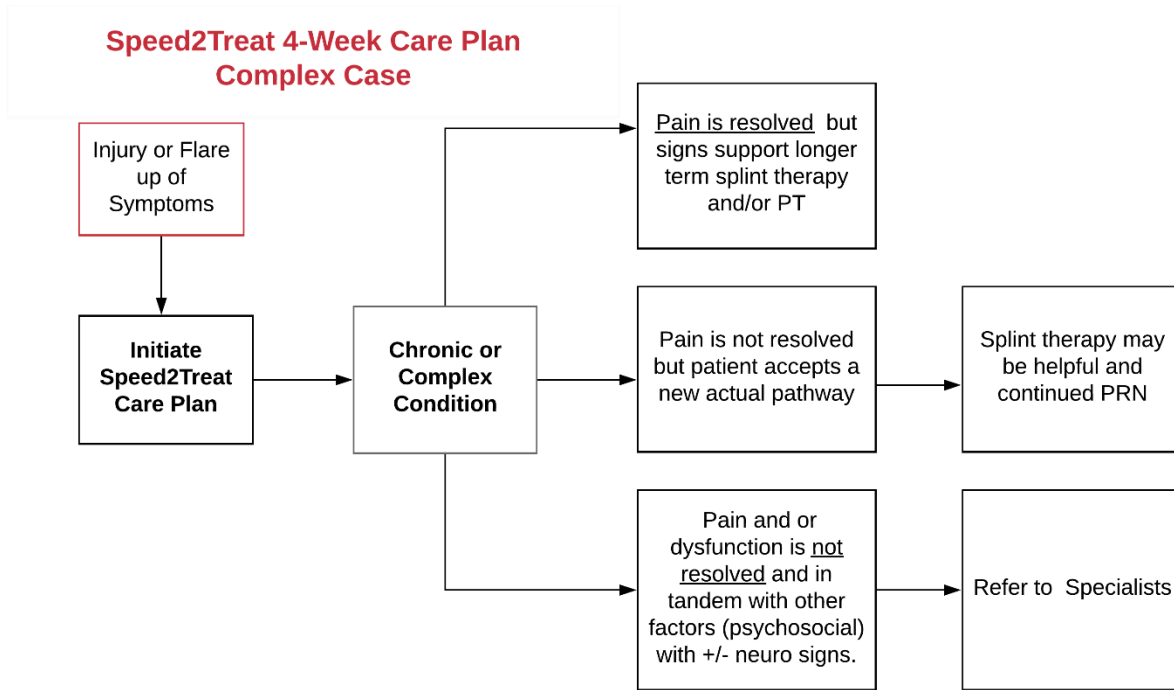 Speed2Treat 4-Week Care Plan
Complex Case
Injury or Flare
up of
Symptoms
Initiate
Speed2Treat
Care Plan
Chronic or
Complex
Condition
Pain is resolved but
signs support longer
term splint therapy
and/or PT
Pain is not resolved
but patient accepts a
new actual pathway
Splint therapy may
be helpful and
continued PRN
Pain and or
dysfunction is not
resolved and in
tandem with other
factors (psychosocial)
with +/- neuro signs.
Refer to Specialists